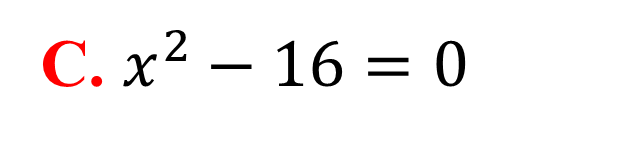 C. x² − 16 = 0